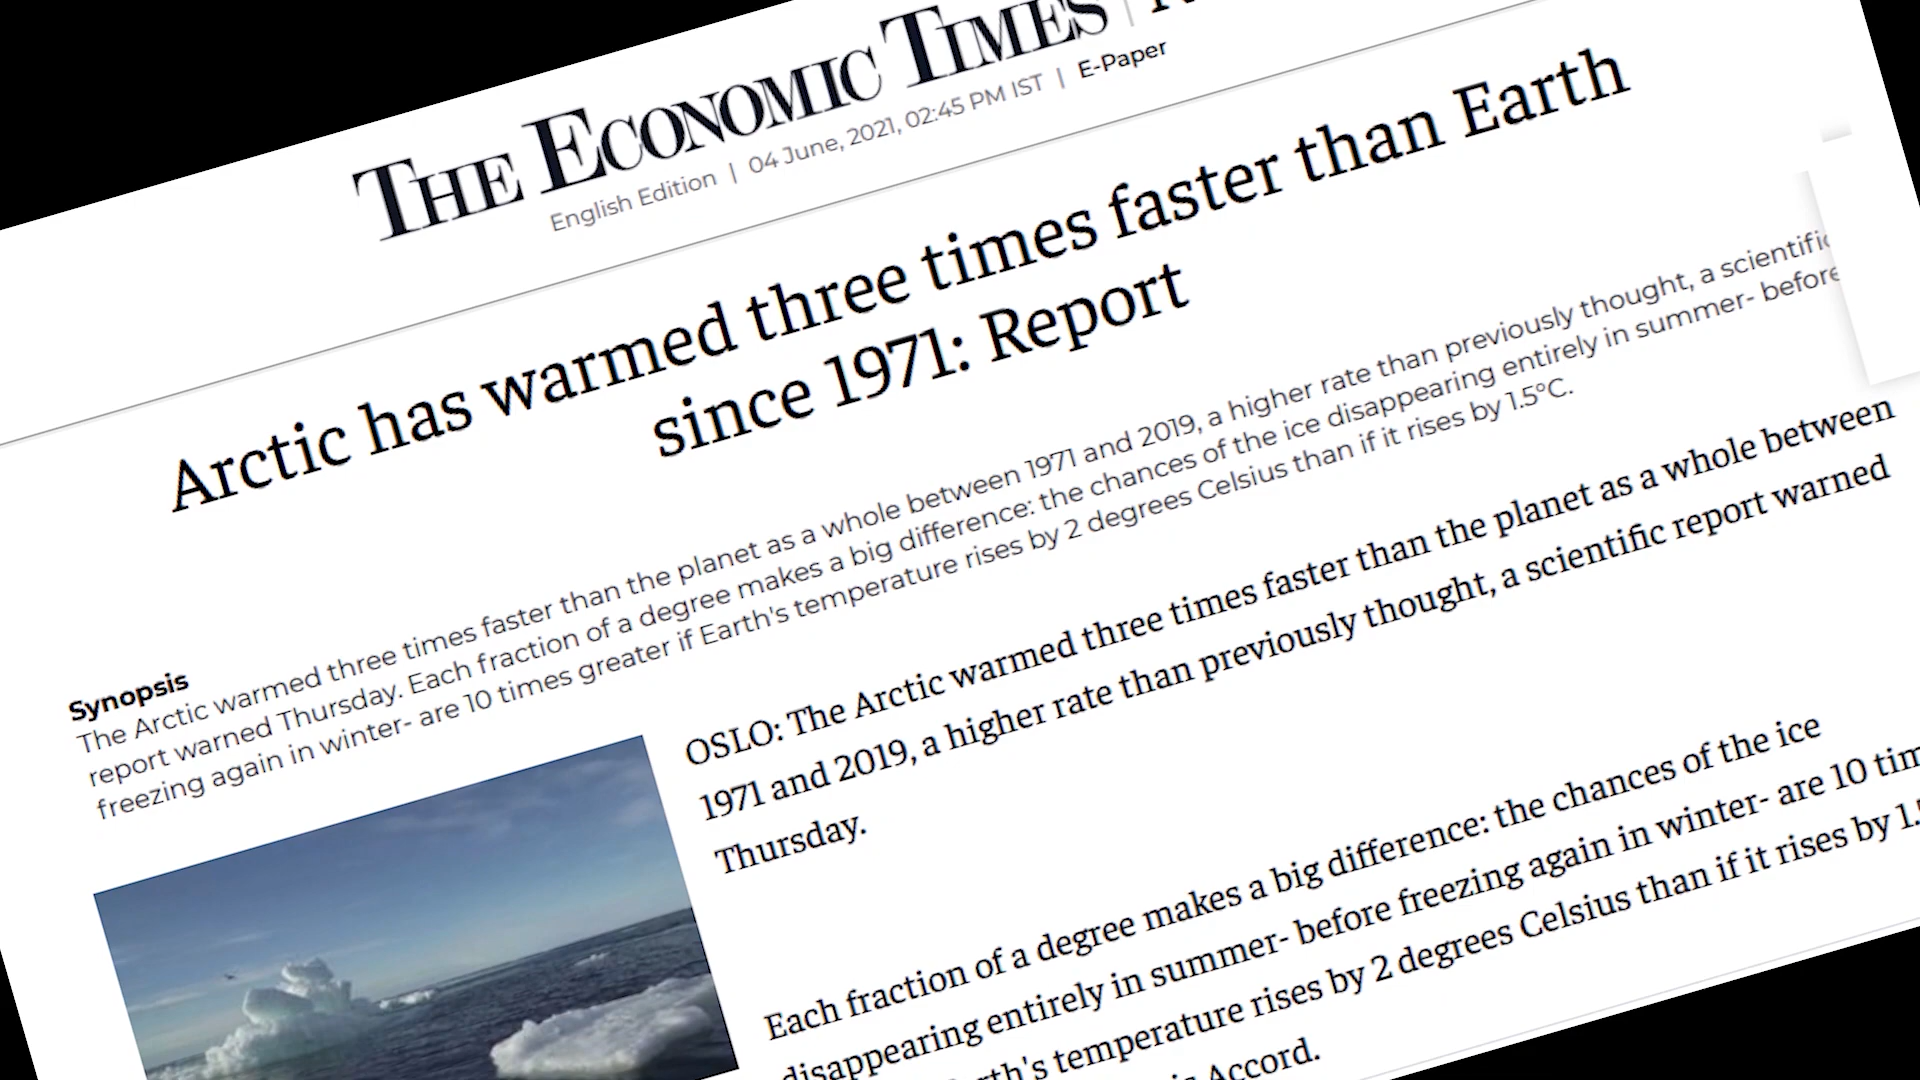 THE ECONOMIC TIMES |
English Edition | 04 June, 2021, 02:45 PM IST | E-Paper
Arctic has warmed three times faster than Earth
since 1971: Report
Synopsis
The Arctic warmed three times faster than the planet as a whole between 1971 and 2019, a higher rate than previously thought, a scientific
report warned Thursday. Each fraction of a degree makes a big difference: the chances of the ice disappearing entirely in summer- before
freezing again in winter- are 10 times greater if Earth's temperature rises by 2 degrees Celsius than if it rises by 1.5°C.
OSLO: The Arctic warmed three times faster than the planet as a whole between
1971 and 2019, a higher rate than previously thought, a scientific report warned
Thursday.
Each fraction of a degree makes a big difference: the chances of the ice
disappearing entirely in summer- before freezing again in winter- are 10
temperature rises by 2 degrees Celsius than if it rises by
Accord.